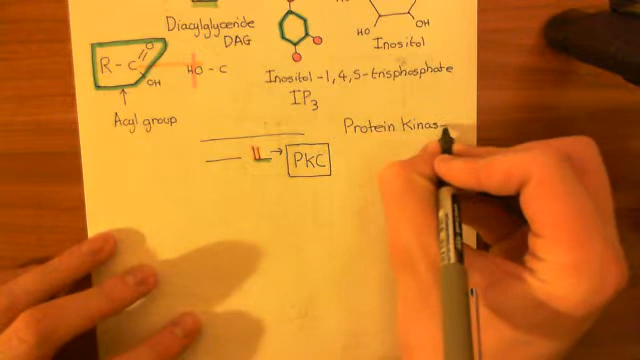 Diacylglyceride
DAG
HO
OH
Inositol
R - C
O
OH
HO - C
Inositol -1,4,5-trisphosphate
IP3
Acyl group
Protein Kinas
PKC